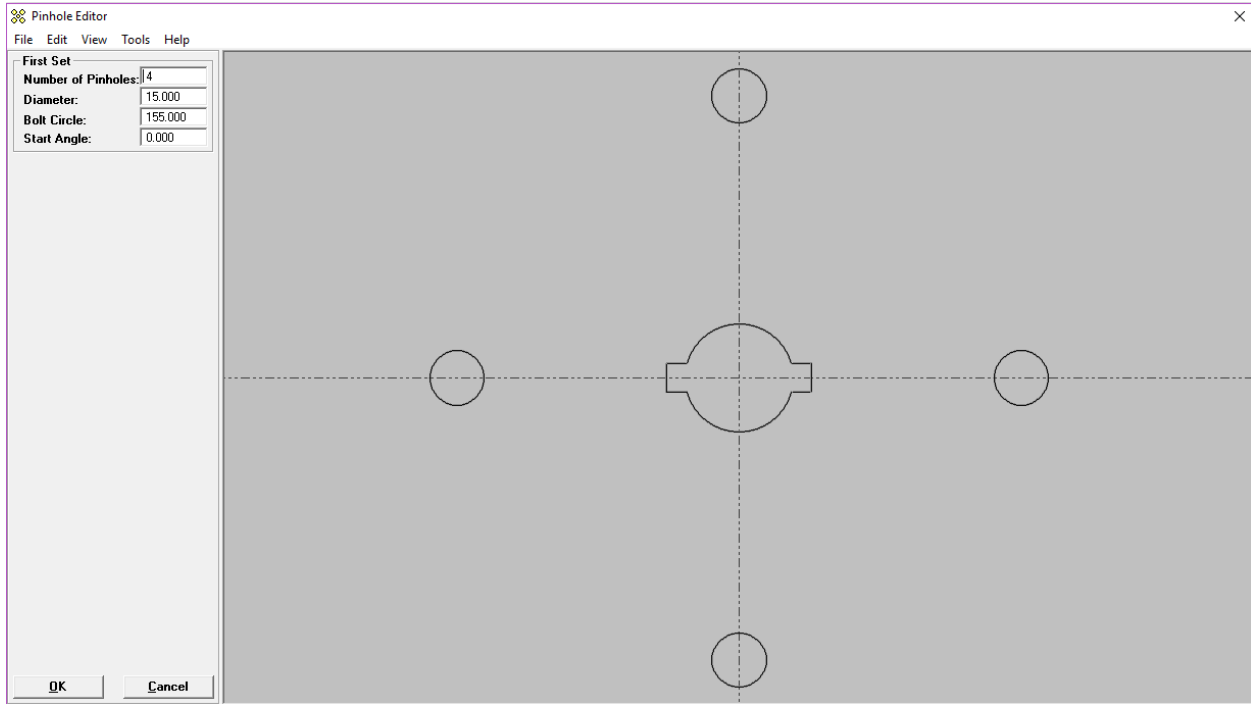 Pinhole Editor
File Edit View Tools Help
First Set
Number of Pinholes: 4
Diameter: 15.000
Bolt Circle: 155.000
Start Angle: 0.000
OK Cancel